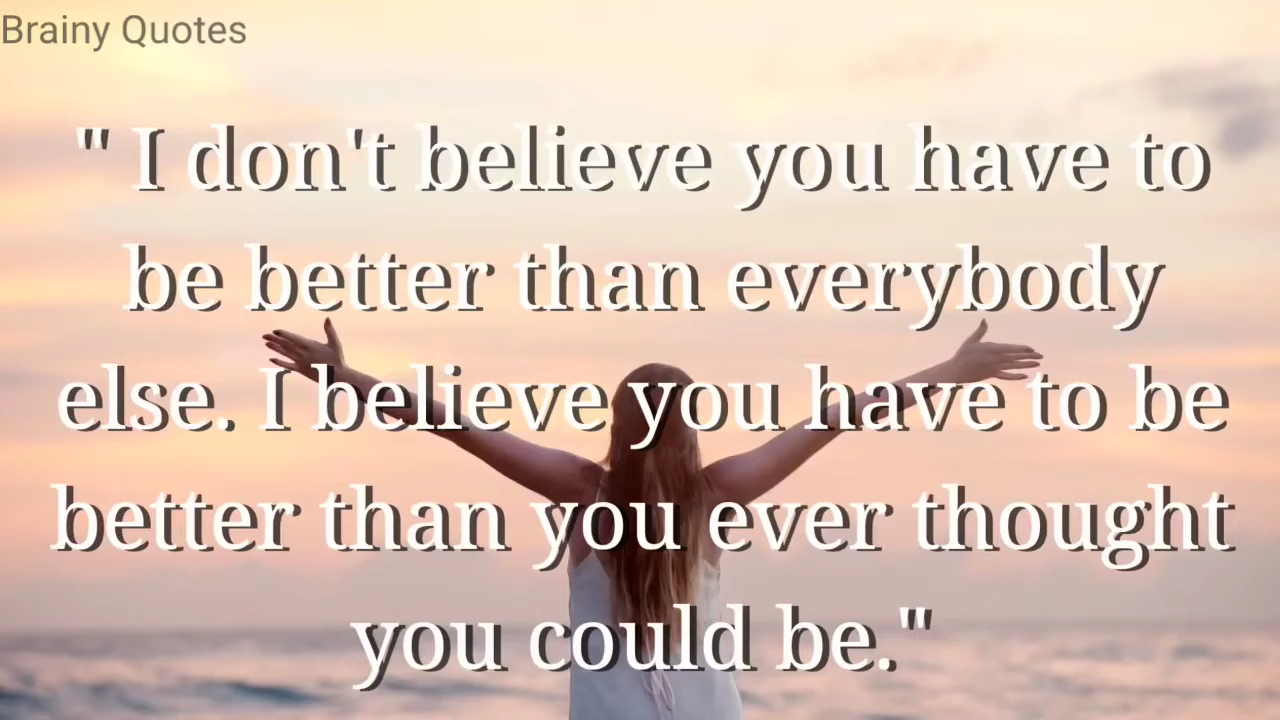 Brainy Quotes
" I don't believe you have to
be better than everybody
else. I believe you have to be
better than you ever thought
you could be."